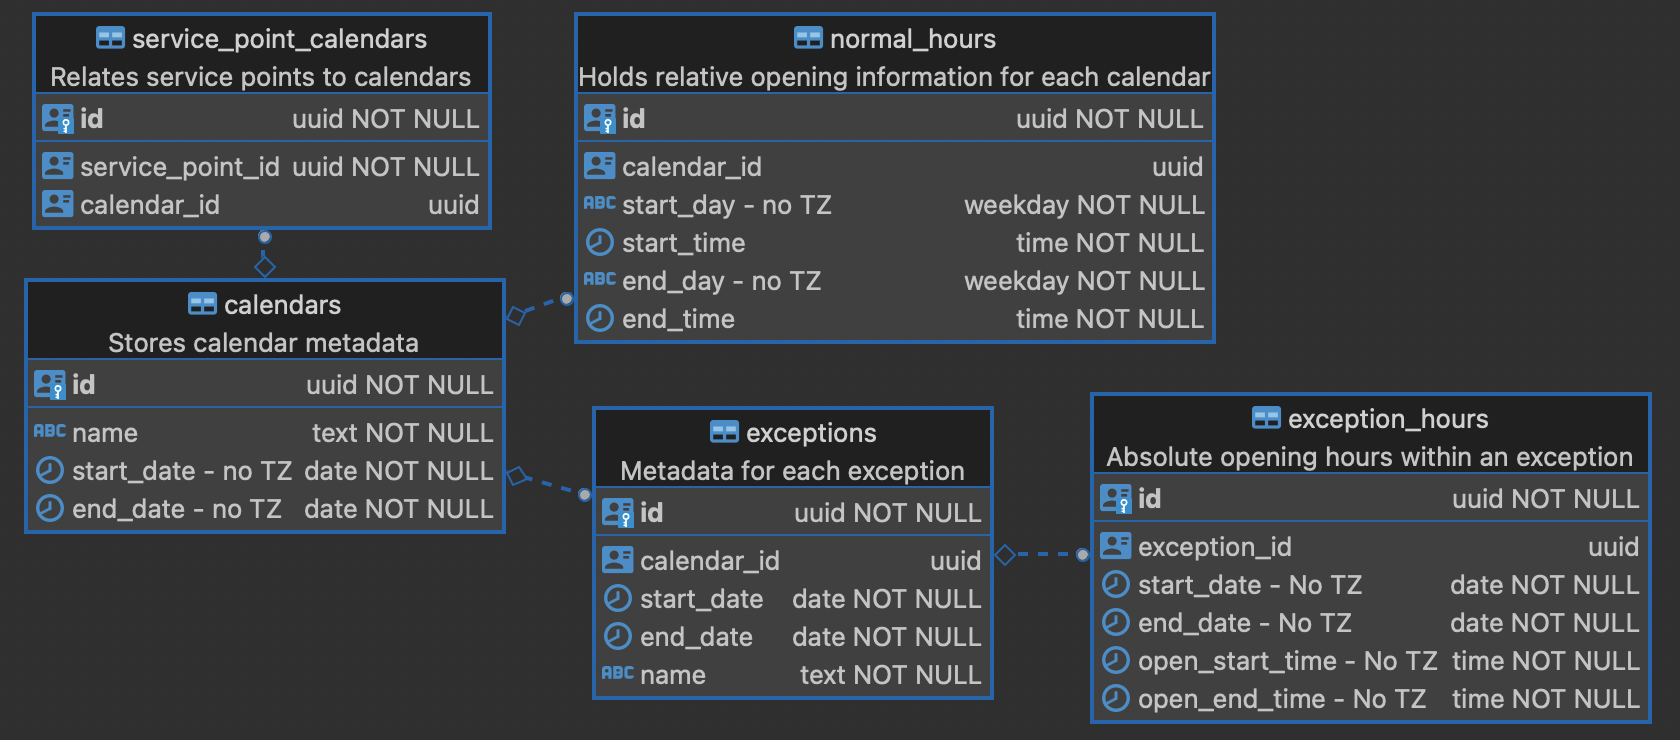 service_point_calendars
Relates service points to calendars
id uuid NOT NULL
service_point_id uuid NOT NULL
calendar_id uuid
normal_hours
Holds relative opening information for each calendar
id uuid NOT NULL
calendar_id uuid
ABC start_day - no TZ weekday NOT NULL
start_time time NOT NULL
ABC end_day - no TZ weekday NOT NULL
end_time time NOT NULL
calendars
Stores calendar metadata
id uuid NOT NULL
ABC name text NOT NULL
start_date - no TZ date NOT NULL
end_date - no TZ date NOT NULL
exceptions
Metadata for each exception
id uuid NOT NULL
calendar_id uuid
start_date date NOT NULL
end_date date NOT NULL
ABC name text NOT NULL
exception_hours
Absolute opening hours within an exception
id uuid NOT NULL
exception_id uuid
start_date - No TZ date NOT NULL
end_date - No TZ date NOT NULL
open_start_time - No TZ time NOT NULL
open_end_time - No TZ time NOT NULL